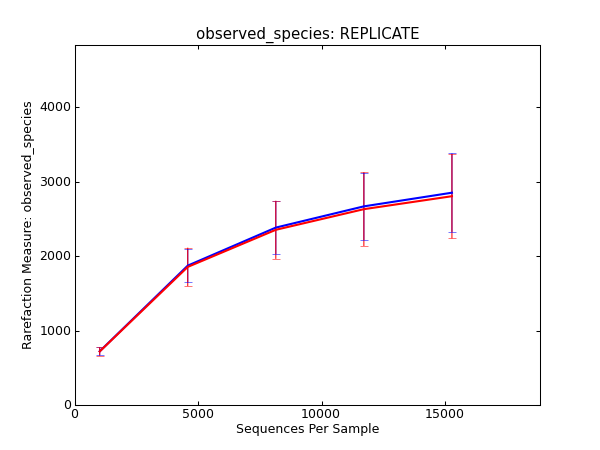 observed_species: REPLICATE
Rarefaction Measure: observed_species
4000
3000
2000
1000
0
0 5000 10000 15000
Sequences Per Sample